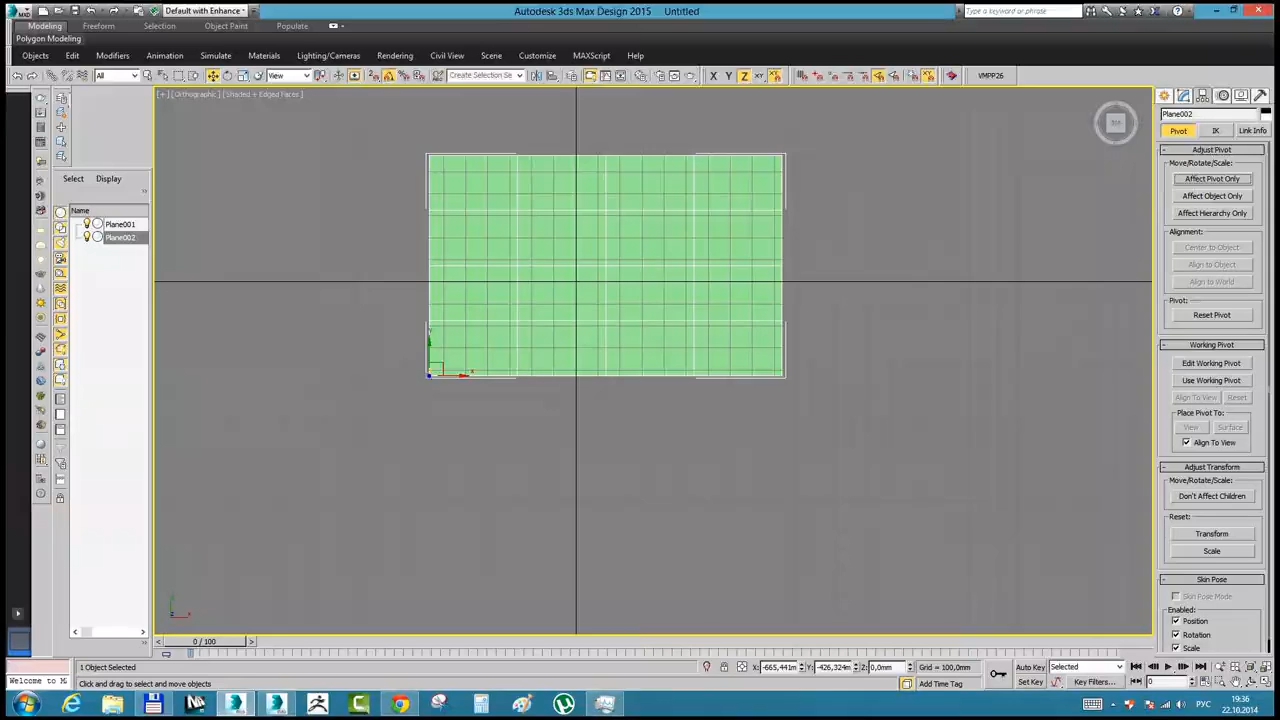 Default with Enhance
Autodesk 3ds Max Design 2015 Untitled
Type a keyword or phrase
Modeling Freeform Selection Object Paint Populate
Polygon Modeling
Objects Edit Modifiers Animation Simulate Materials Lighting/Cameras Rendering Civil View Scene Customize MAXScript Help
All View Create Selection Se X Y Z XY VMPP26
[+] [Orthographic] [Shaded + Edged Faces]
Plane002
Pivot IK Link Info
Adjust Pivot
Move/Rotate/Scale:
Affect Pivot Only
Affect Object Only
Affect Hierarchy Only
Alignment:
Center to Object
Align to Object
Align to World
Pivot:
Reset Pivot
Working Pivot
Edit Working Pivot
Use Working Pivot
Align To View Reset
Place Pivot To:
View Surface
Align To View
Adjust Transform
Move/Rotate/Scale:
Don't Affect Children
Reset:
Transform
Scale
Skin Pose
Skin Pose Mode
Enabled:
Position
Rotation
Scale
Select Display
Name
Plane001
Plane002
0 / 100
1 Object Selected X: -665,441m Y: -426,324m Z: 0,0mm Grid = 100,0mm Auto Key Selected
Welcome to M Click and drag to select and move objects Add Time Tag Set Key Key Filters... 0
РУС 19:36
22.10.2014